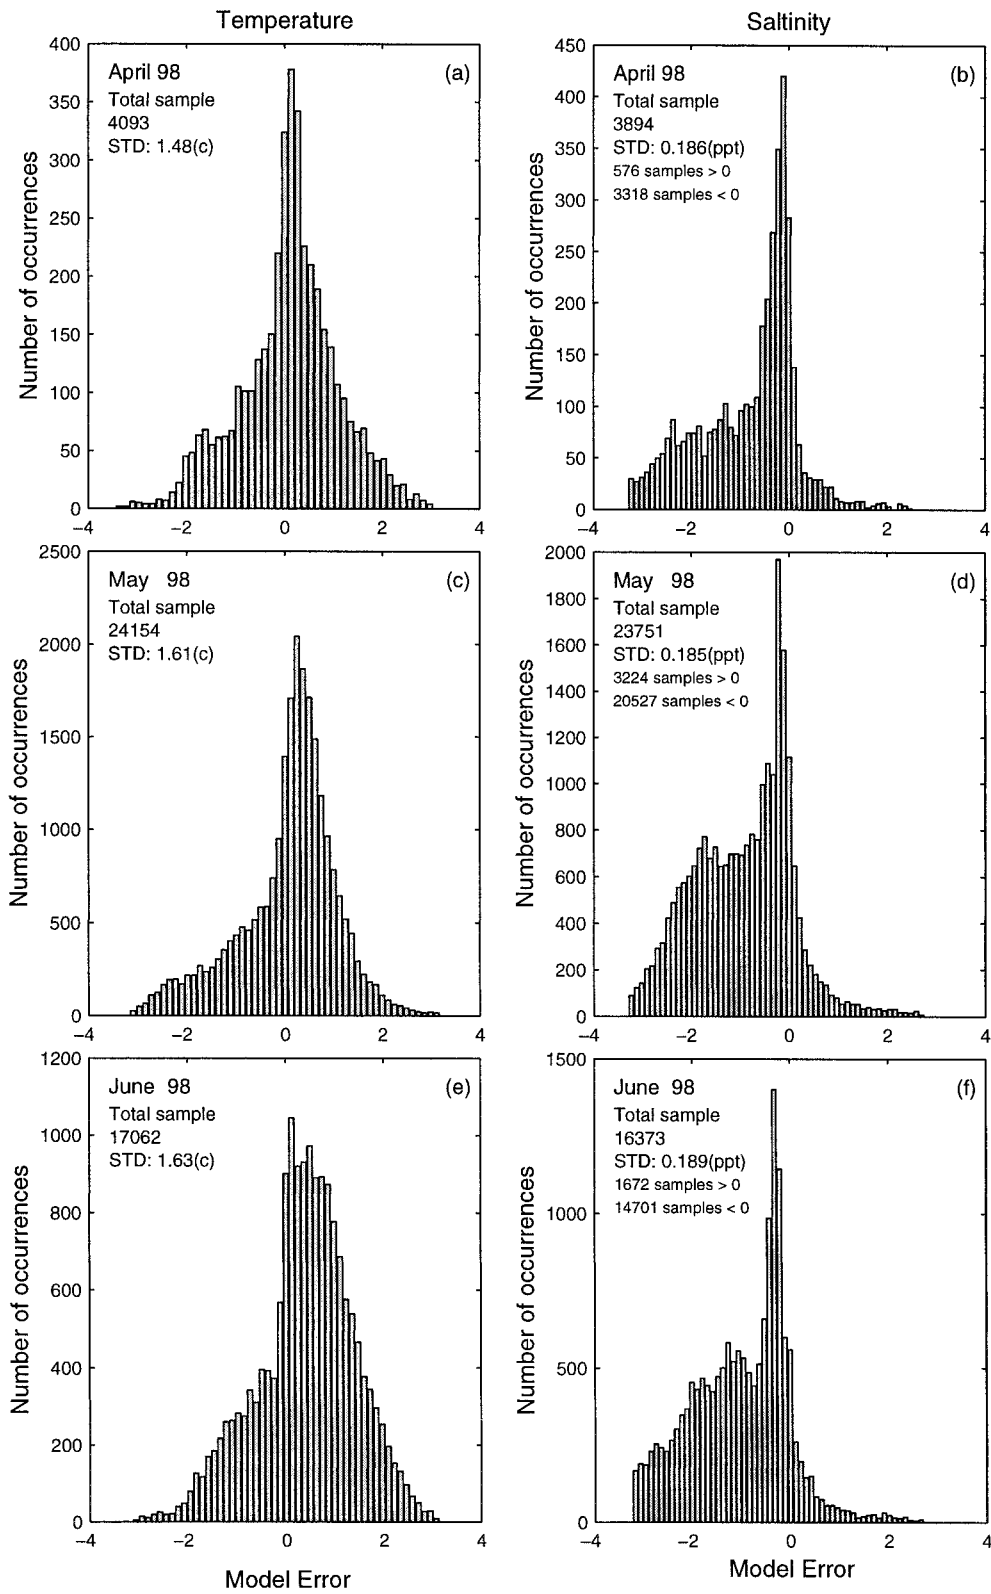 Temperature
Saltinity
400
350
300
250
200
150
100
50
0
−4
−2
0
2
4
Number of occurrences
April 98
(a)
Total sample
4093
STD: 1.48(c)
450
400
350
300
250
200
150
100
50
0
−4
−2
0
2
4
Number of occurrences
April 98
(b)
Total sample
3894
STD: 0.186(ppt)
576 samples > 0
3318 samples < 0
2500
2000
1500
1000
500
0
−4
−2
0
2
4
Number of occurrences
May 98
(c)
Total sample
24154
STD: 1.61(c)
2000
1800
1600
1400
1200
1000
800
600
400
200
0
−4
−2
0
2
4
Number of occurrences
May 98
(d)
Total sample
23751
STD: 0.185(ppt)
3224 samples > 0
20527 samples < 0
1200
1000
800
600
400
200
0
−4
−2
0
2
4
Number of occurrences
June 98
(e)
Total sample
17062
STD: 1.63(c)
Model Error
1500
1000
500
0
−4
−2
0
2
4
Number of occurrences
June 98
(f)
Total sample
16373
STD: 0.189(ppt)
1672 samples > 0
14701 samples < 0
Model Error